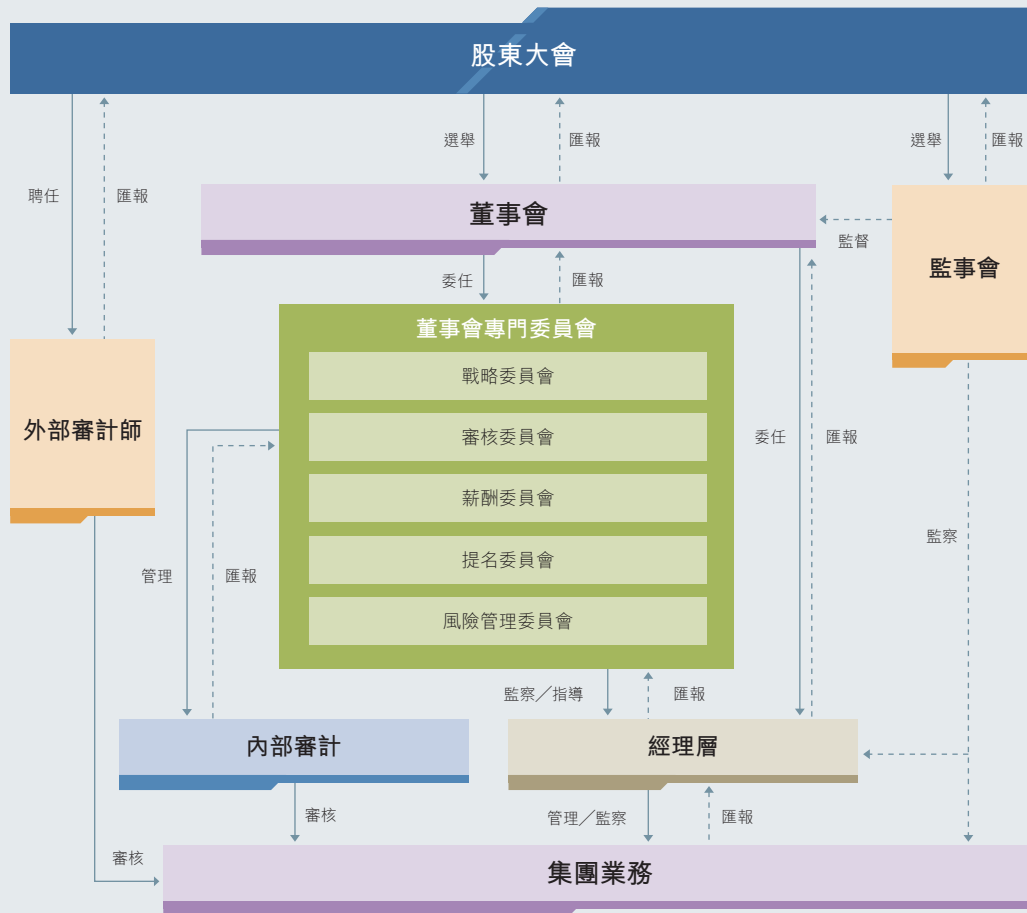 股東大會
選舉
匯報
選舉
匯報
聘任
匯報
董事會
監督
監事會
委任
匯報
董事會專門委員會
戰略委員會
審核委員會
薪酬委員會
提名委員會
風險管理委員會
外部審計師
委任
匯報
監察
管理
匯報
監察／指導
匯報
內部審計
經理層
審核
管理／監察
匯報
審核
集團業務